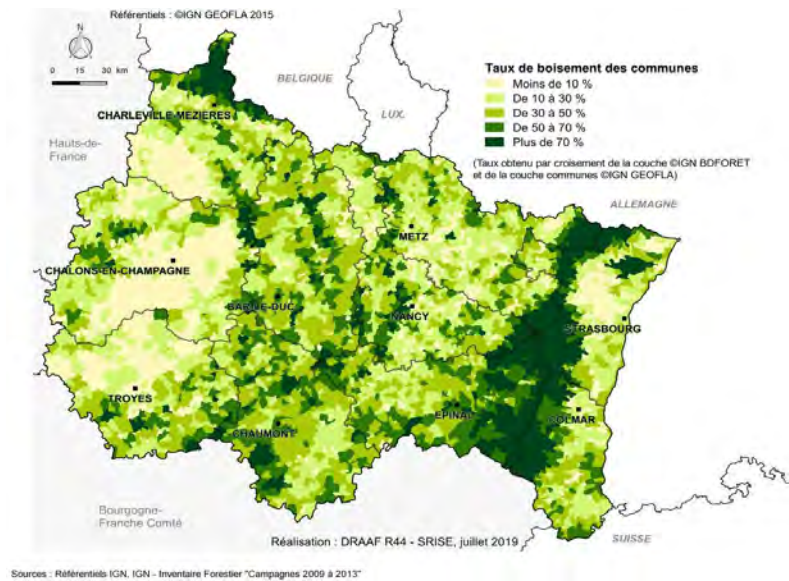 Référentiels : ©IGN GEOFLA 2015
N
0 15 30 km
BELGIQUE
LUX.
Taux de boisement des communes
Moins de 10 %
De 10 à 30 %
De 30 à 50 %
De 50 à 70 %
Plus de 70 %
(Taux obtenu par croisement de la couche ©IGN BDFORET
et de la couche communes ©IGN GEOFLA)
CHARLEVILLE-MEZIERES
Hauts-de-
France
ALLEMAGNE
METZ
CHALONS-EN-CHAMPAGNE
BAR-LE-DUC
NANCY
STRASBOURG
TROYES
EPINAL
COLMAR
CHAUMONT
Bourgogne-
Franche Comté
Réalisation : DRAAF R44 - SRISE, juillet 2019
SUISSE
Sources : Référentiels IGN, IGN - Inventaire Forestier "Campagnes 2009 à 2013"